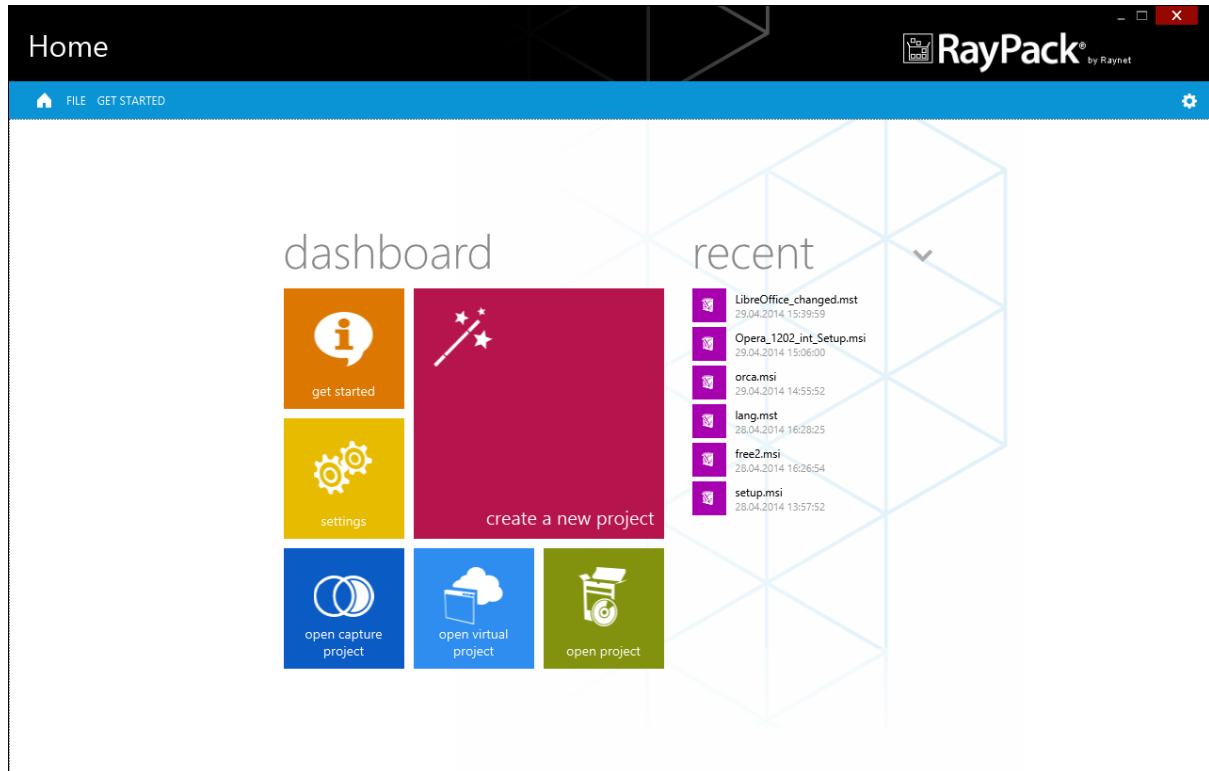 Home
RayPack® by Raynet
FILE GET STARTED
dashboard
get started
settings
create a new project
open capture
project
open virtual
project
open project
recent
LibreOffice_changed.mst
29.04.2014 15:39:59
Opera_1202_int_Setup.msi
29.04.2014 15:06:00
orca.msi
29.04.2014 14:55:52
lang.mst
28.04.2014 16:28:25
free2.msi
28.04.2014 16:26:54
setup.msi
28.04.2014 13:57:52